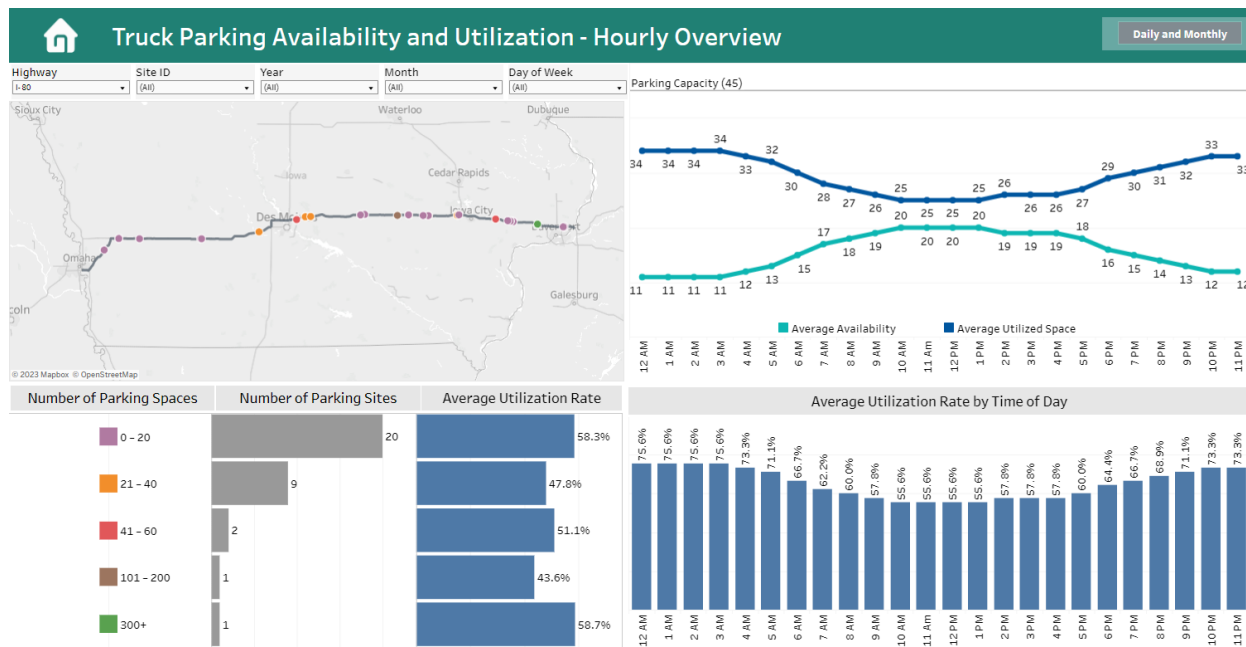 Truck Parking Availability and Utilization - Hourly Overview
Daily and Monthly
Highway
Site ID
Year
Month
Day of Week
I-80
(All)
(All)
(All)
(All)
Sioux City
Waterloo
Dubuque
Iowa
Cedar Rapids
Iowa City
Omaha
coln
Galesburg
© 2023 Mapbox © OpenStreetMap
Parking Capacity (45)
34 34 34 34 33 32 30 28 27 26 25 25 25 25 26 26 26 27 29 30 31 32 33 33
11 11 11 11 12 13 15 17 18 19 20 20 20 20 19 19 19 18 16 15 14 13 12 12
Average Availability
Average Utilized Space
12 AM 1 AM 2 AM 3 AM 4 AM 5 AM 6 AM 7 AM 8 AM 9 AM 10 AM 11 Am 12 PM 1 PM 2 PM 3 PM 4 PM 5 PM 6 PM 7 PM 8 PM 9 PM 10 PM 11 PM
Number of Parking Spaces
Number of Parking Sites
Average Utilization Rate
0 - 20 20 58.3%
21 - 40 9 47.8%
41 - 60 2 51.1%
101 - 200 1 43.6%
300+ 1 58.7%
Average Utilization Rate by Time of Day
75.6% 75.6% 75.6% 75.6% 73.3% 71.1% 66.7% 62.2% 60.0% 57.8% 55.6% 55.6% 55.6% 55.6% 57.8% 57.8% 57.8% 60.0% 64.4% 66.7% 68.9% 71.1% 73.3% 73.3%
12 AM 1 AM 2 AM 3 AM 4 AM 5 AM 6 AM 7 AM 8 AM 9 AM 10 AM 11 Am 12 PM 1 PM 2 PM 3 PM 4 PM 5 PM 6 PM 7 PM 8 PM 9 PM 10 PM 11 PM